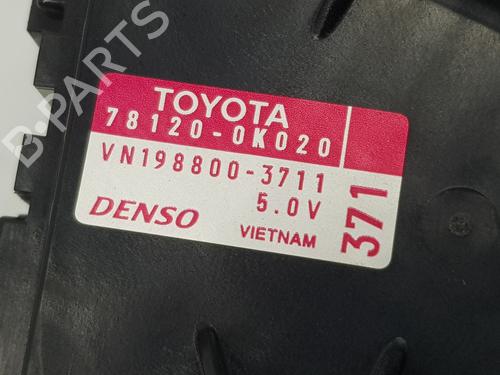 B-PARTS
TOYOTA
78120-0K020
VN198800-3711
5.0V
DENSO
VIETNAM
371